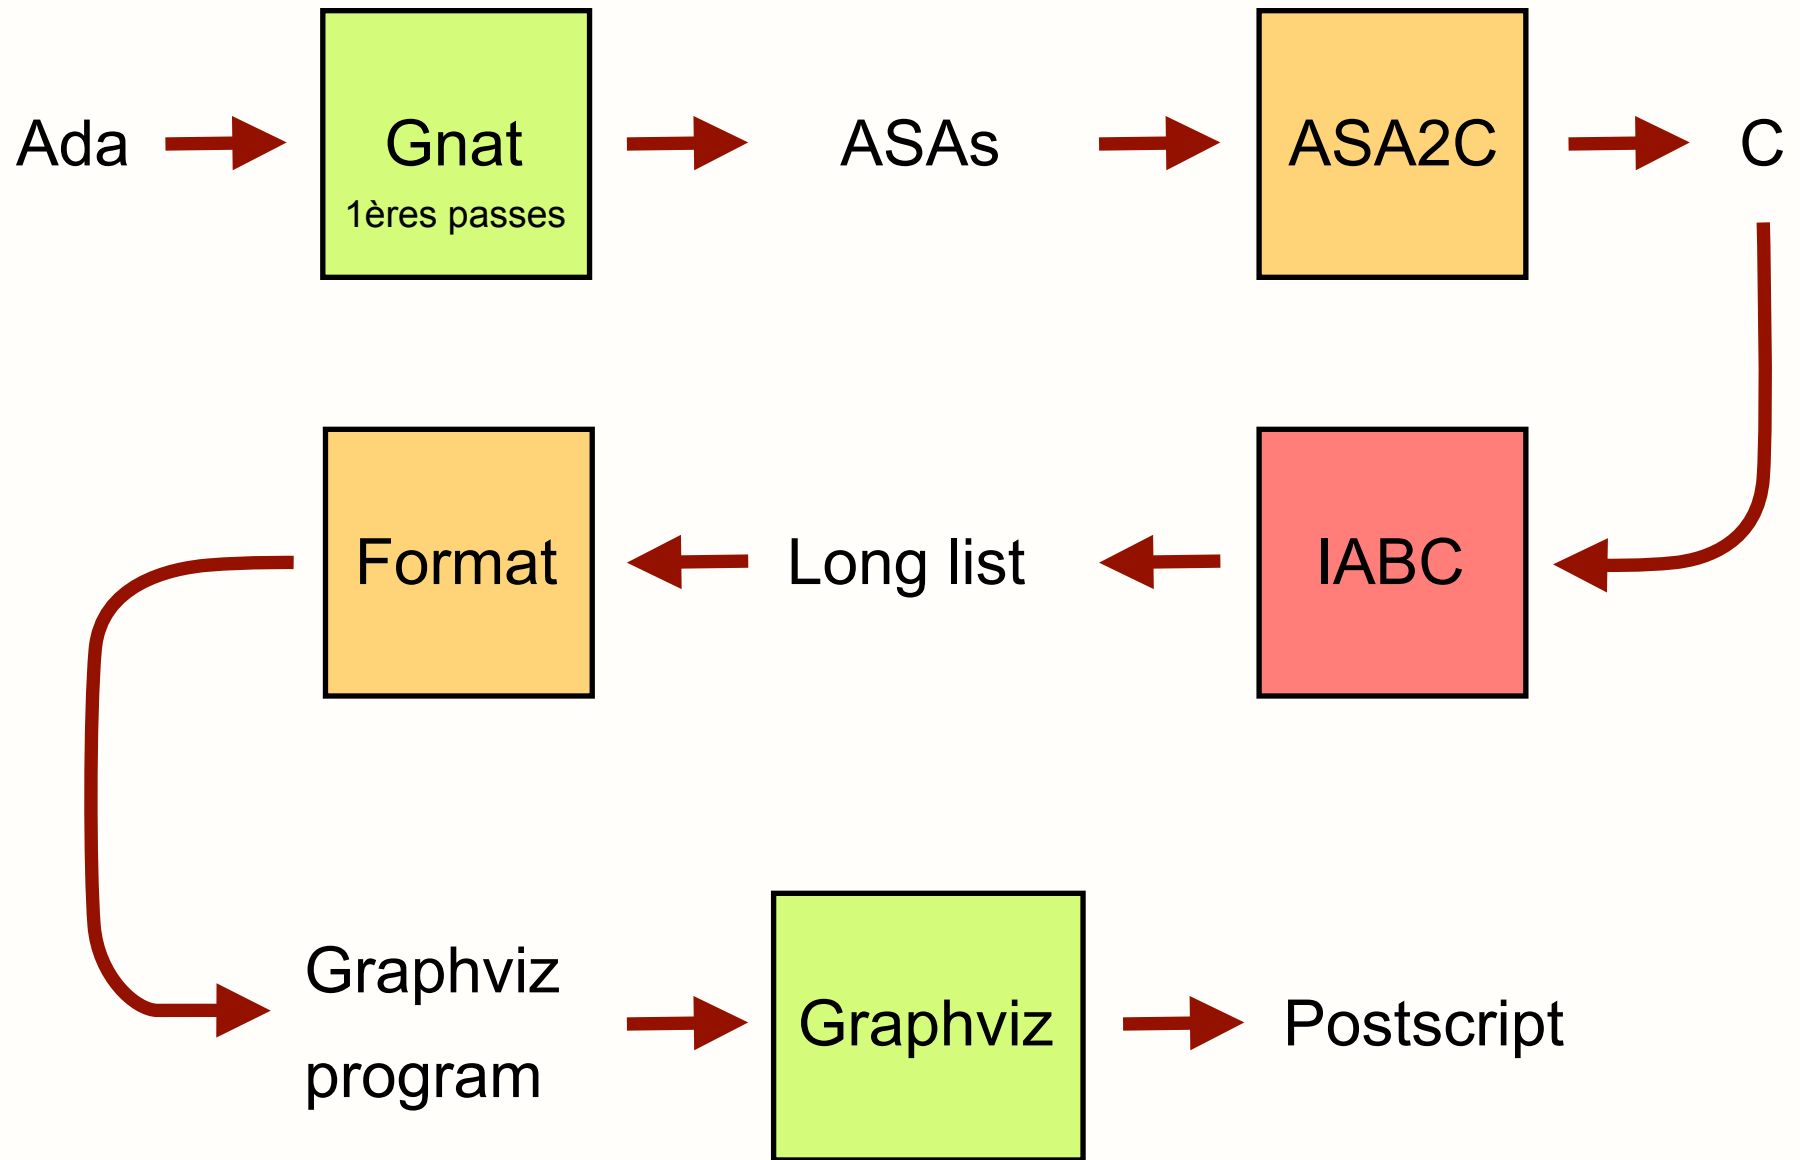 Ada
Gnat
1ères passes
ASAs
ASA2C
C
IABC
Long list
Format
Graphviz
program
Graphviz
Postscript